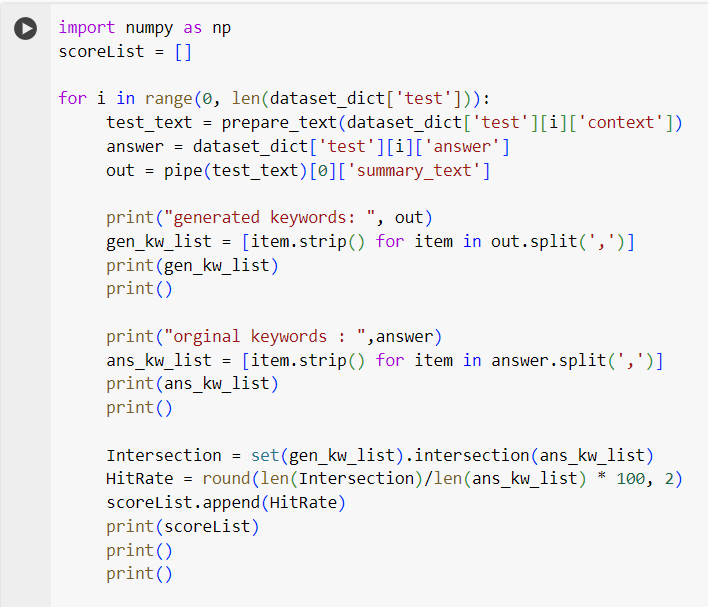 import numpy as np
scoreList = []
for i in range(0, len(dataset_dict['test'])):
test_text = prepare_text(dataset_dict['test'][i]['context'])
answer = dataset_dict['test'][i]['answer']
out = pipe(test_text)[0]['summary_text']
print("generated keywords: ", out)
gen_kw_list = [item.strip() for item in out.split(',')]
print(gen_kw_list)
print()
print("orginal keywords : ",answer)
ans_kw_list = [item.strip() for item in answer.split(',')]
print(ans_kw_list)
print()
Intersection = set(gen_kw_list).intersection(ans_kw_list)
HitRate = round(len(Intersection)/len(ans_kw_list) * 100, 2)
scoreList.append(HitRate)
print(scoreList)
print()
print()